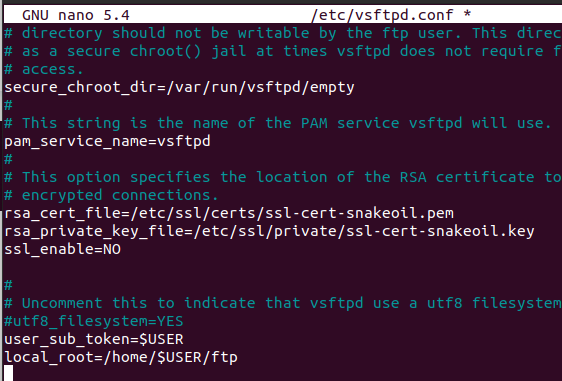 GNU nano 5.4 /etc/vsftpd.conf *
# directory should not be writable by the ftp user. This direc
# as a secure chroot() jail at times vsftpd does not require f
# access.
secure_chroot_dir=/var/run/vsftpd/empty
#
# This string is the name of the PAM service vsftpd will use.
pam_service_name=vsftpd
#
# This option specifies the location of the RSA certificate to
# encrypted connections.
rsa_cert_file=/etc/ssl/certs/ssl-cert-snakeoil.pem
rsa_private_key_file=/etc/ssl/private/ssl-cert-snakeoil.key
ssl_enable=NO
#
# Uncomment this to indicate that vsftpd use a utf8 filesystem
#utf8_filesystem=YES
user_sub_token=$USER
local_root=/home/$USER/ftp